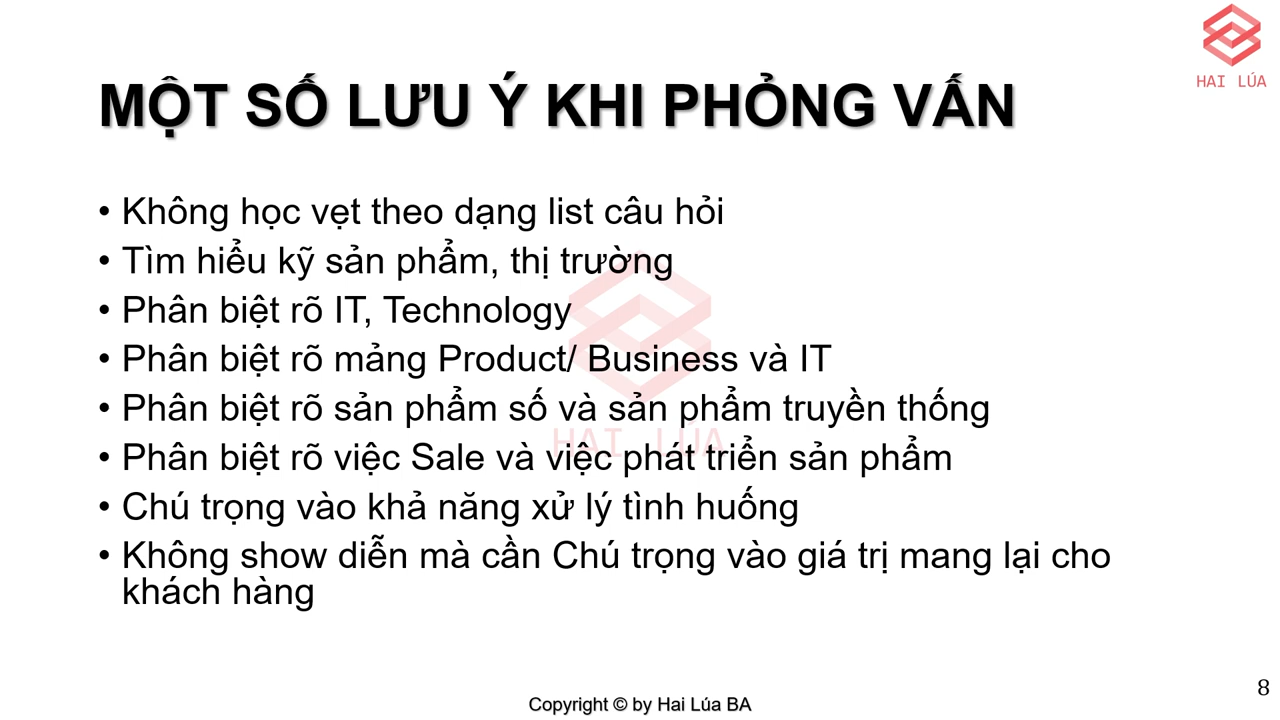 HAI LÚA
MỘT SỐ LƯU Ý KHI PHỎNG VẤN
• Không học vẹt theo dạng list câu hỏi
• Tìm hiểu kỹ sản phẩm, thị trường
• Phân biệt rõ IT, Technology
• Phân biệt rõ mảng Product/ Business và IT
• Phân biệt rõ sản phẩm số và sản phẩm truyền thống
HAI LÚA
• Phân biệt rõ việc Sale và việc phát triển sản phẩm
• Chú trọng vào khả năng xử lý tình huống
• Không show diễn mà cần Chú trọng vào giá trị mang lại cho
khách hàng
8
Copyright © by Hai Lúa BA